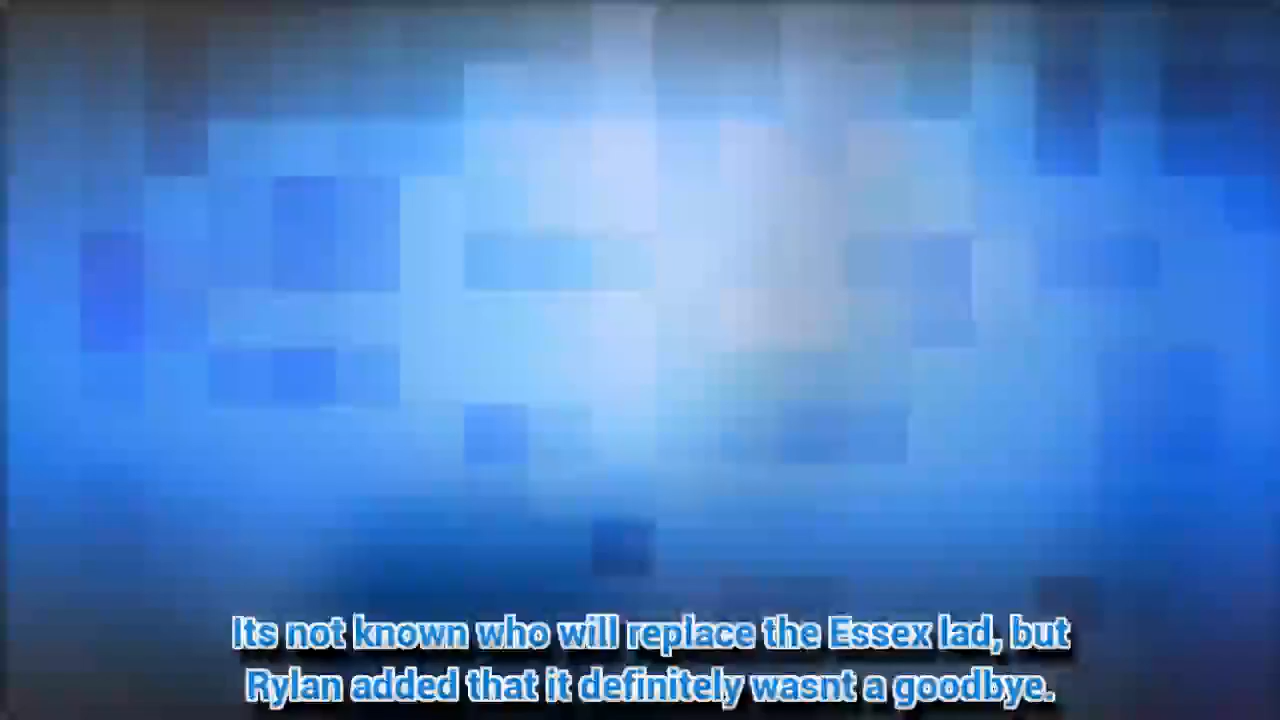 Its not known who will replace the Essex lad, but
Rylan added that it definitely wasnt a goodbye.